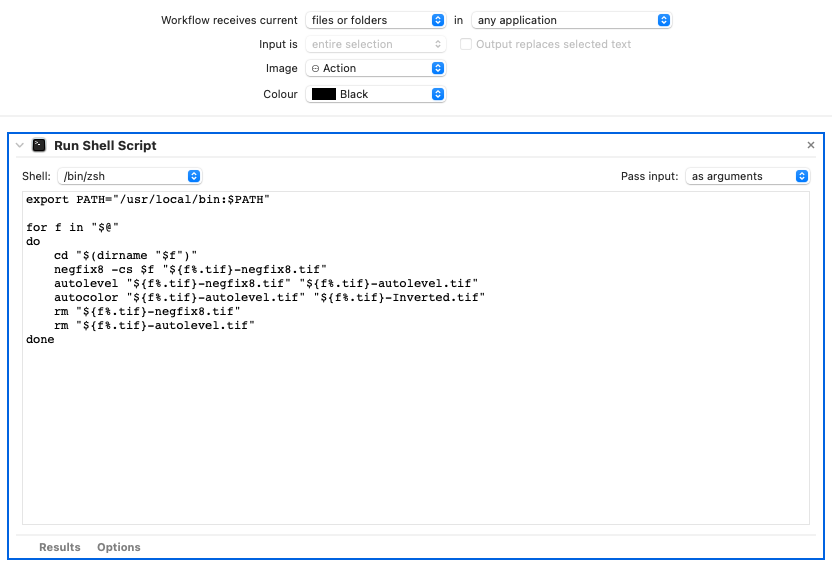 Workflow receives current files or folders in any application
Input is entire selection Output replaces selected text
Image Action
Colour Black
Run Shell Script
Shell: /bin/zsh Pass input: as arguments
export PATH="/usr/local/bin:$PATH"
for f in "$@"
do
    cd "$(dirname "$f")"
    negfix8 -cs $f "${f%.tif}-negfix8.tif"
    autolevel "${f%.tif}-negfix8.tif" "${f%.tif}-autolevel.tif"
    autocolor "${f%.tif}-autolevel.tif" "${f%.tif}-Inverted.tif"
    rm "${f%.tif}-negfix8.tif"
    rm "${f%.tif}-autolevel.tif"
done
Results Options